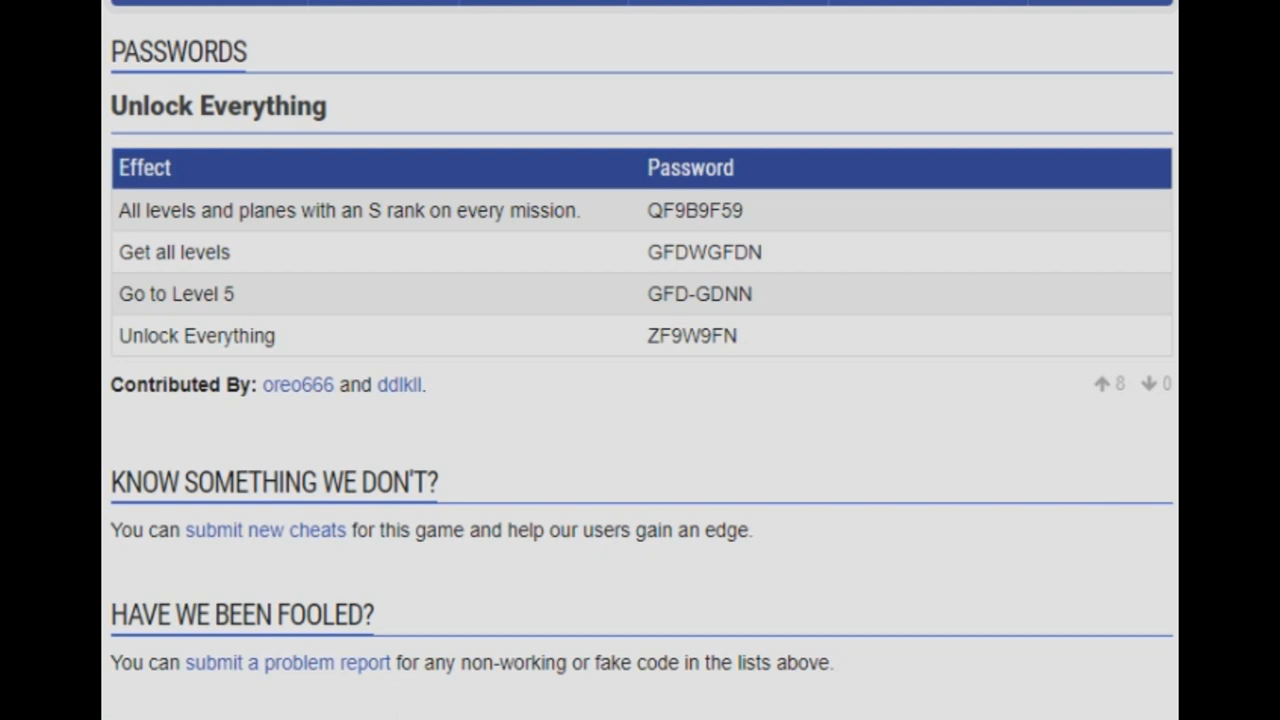 PASSWORDS
Unlock Everything
Effect Password
All levels and planes with an S rank on every mission. QF9B9F59
Get all levels GFDWGFDN
Go to Level 5 GFD-GDNN
Unlock Everything ZF9W9FN
Contributed By: oreo666 and ddlkll. 8 0
KNOW SOMETHING WE DON'T?
You can submit new cheats for this game and help our users gain an edge.
HAVE WE BEEN FOOLED?
You can submit a problem report for any non-working or fake code in the lists above.